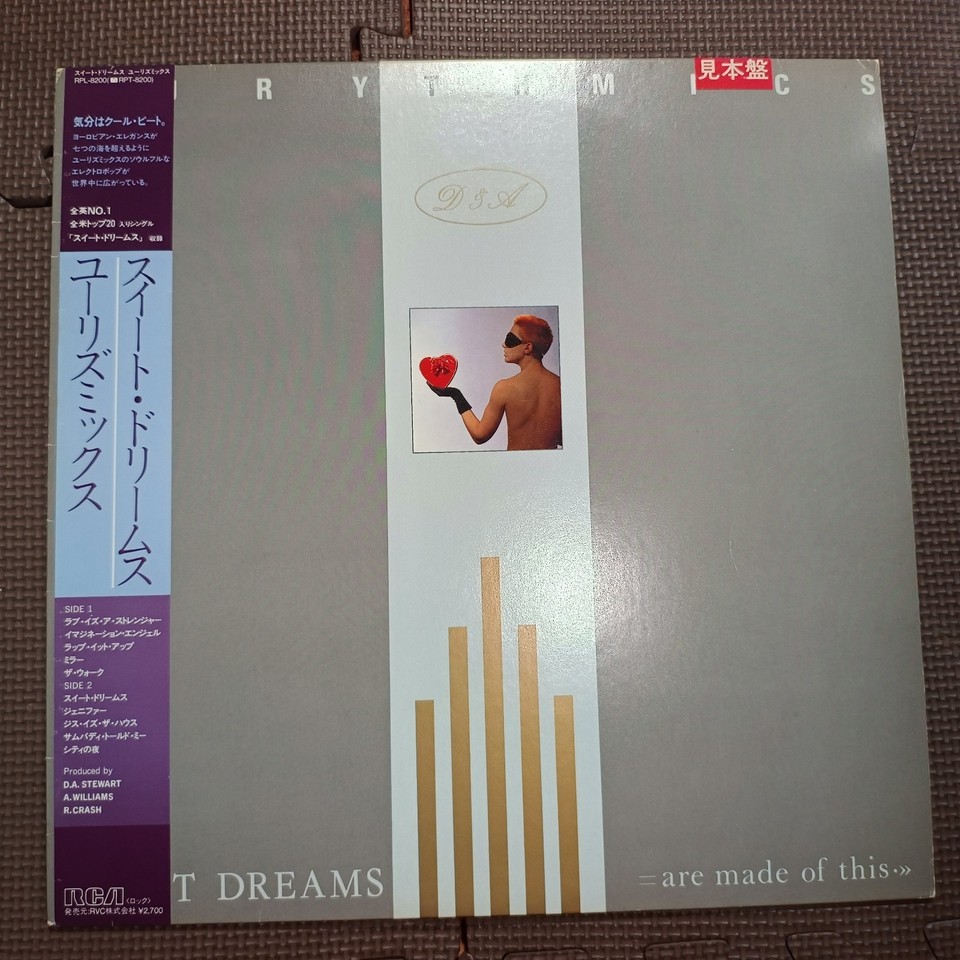 スイート・ドリームス ユーリズミックス
RPL-8200(RPT-8200)
気分はクール・ビート。
ヨーロピアン・エレガンスが
七つの海を超えるように
ユーリズミックスのソウルフルな
エレクトロポップが
世界中に広がっている。
全英NO.1
全米トップ20 入りシングル
「スイート・ドリームス」収録
スイート・ドリームス
ユーリズミックス
SIDE 1
ラブ・イズ・ア・ストレンジャー
イマジネーション・エンジェル
ラップ・イット・アップ
ミラー
ザ・ウォーク
SIDE 2
スイート・ドリームス
ジェニファー
ジス・イズ・ザ・ハウス
サムバディ・トールド・ミー
シティの夜
Produced by
D.A. STEWART
A. WILLIAMS
R. CRASH
RCA 〈ロック〉
発売元:RVC株式会社 ¥2,700
RYTHMICS
見本盤
D & A
T DREAMS
=are made of this·»